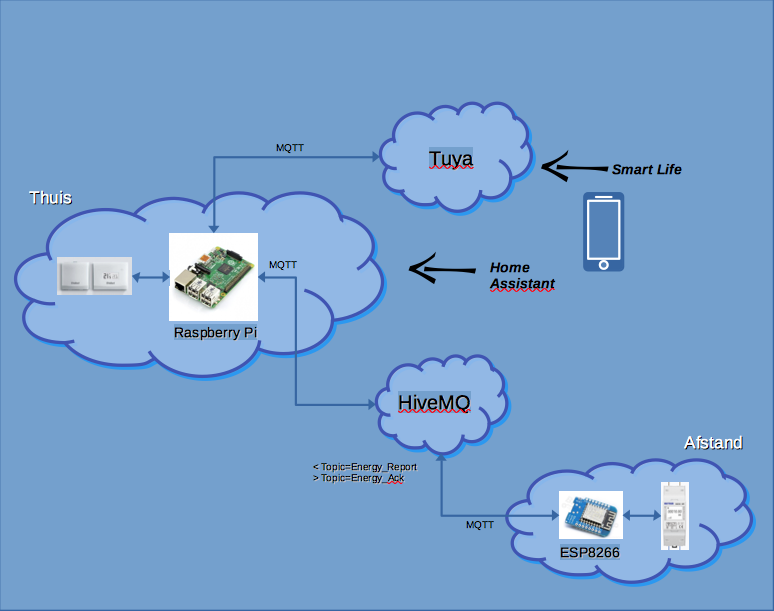 MQTT
Tuya
Smart Life
Thuis
MQTT
Home
Assistant
Raspberry Pi
HiveMQ
Afstand
< Topic=Energy_Report
> Topic=Energy_Ack
MQTT
ESP8266